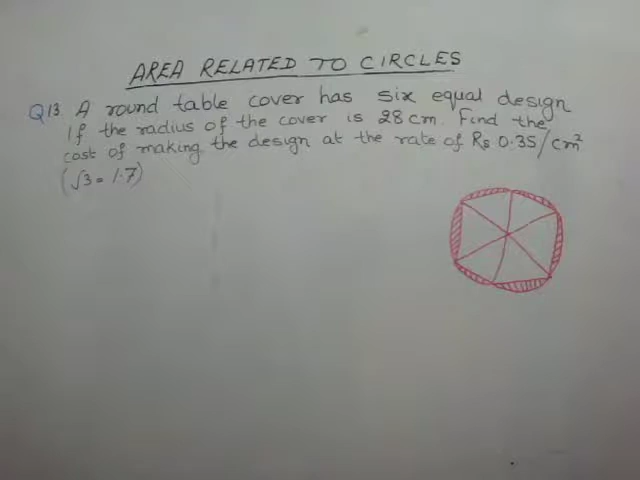 AREA RELATED TO CIRCLES
Q13. A round table cover has six equal design
If the radius of the cover is 28 cm. Find the
cost of making the design at the rate of Rs 0.35/cm²
(√3 = 1.7)